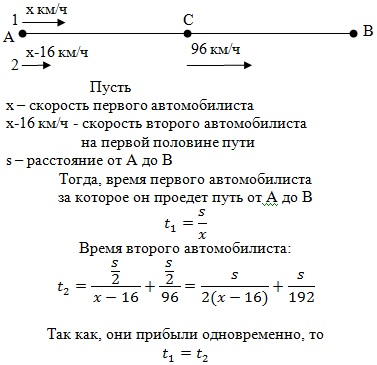 1 х км/ч
А С В
2 х-16 км/ч 96 км/ч
Пусть
х – скорость первого автомобилиста
х-16 км/ч - скорость второго автомобилиста
на первой половине пути
s – расстояние от А до В
Тогда, время первого автомобилиста
за которое он проедет путь от А до В
t₁ = s/x
Время второго автомобилиста:
t₂ = (s/2)/(x − 16) + (s/2)/96 = s/(2(x − 16)) + s/192
Так как, они прибыли одновременно, то
t₁ = t₂